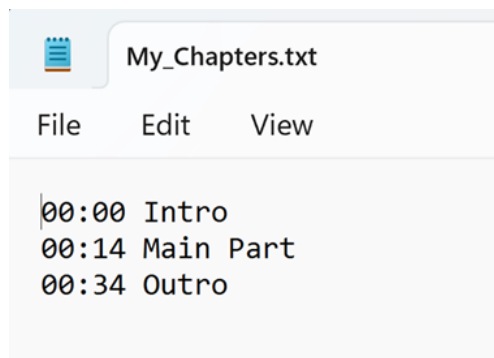 My_Chapters.txt
File Edit View
00:00 Intro
00:14 Main Part
00:34 Outro